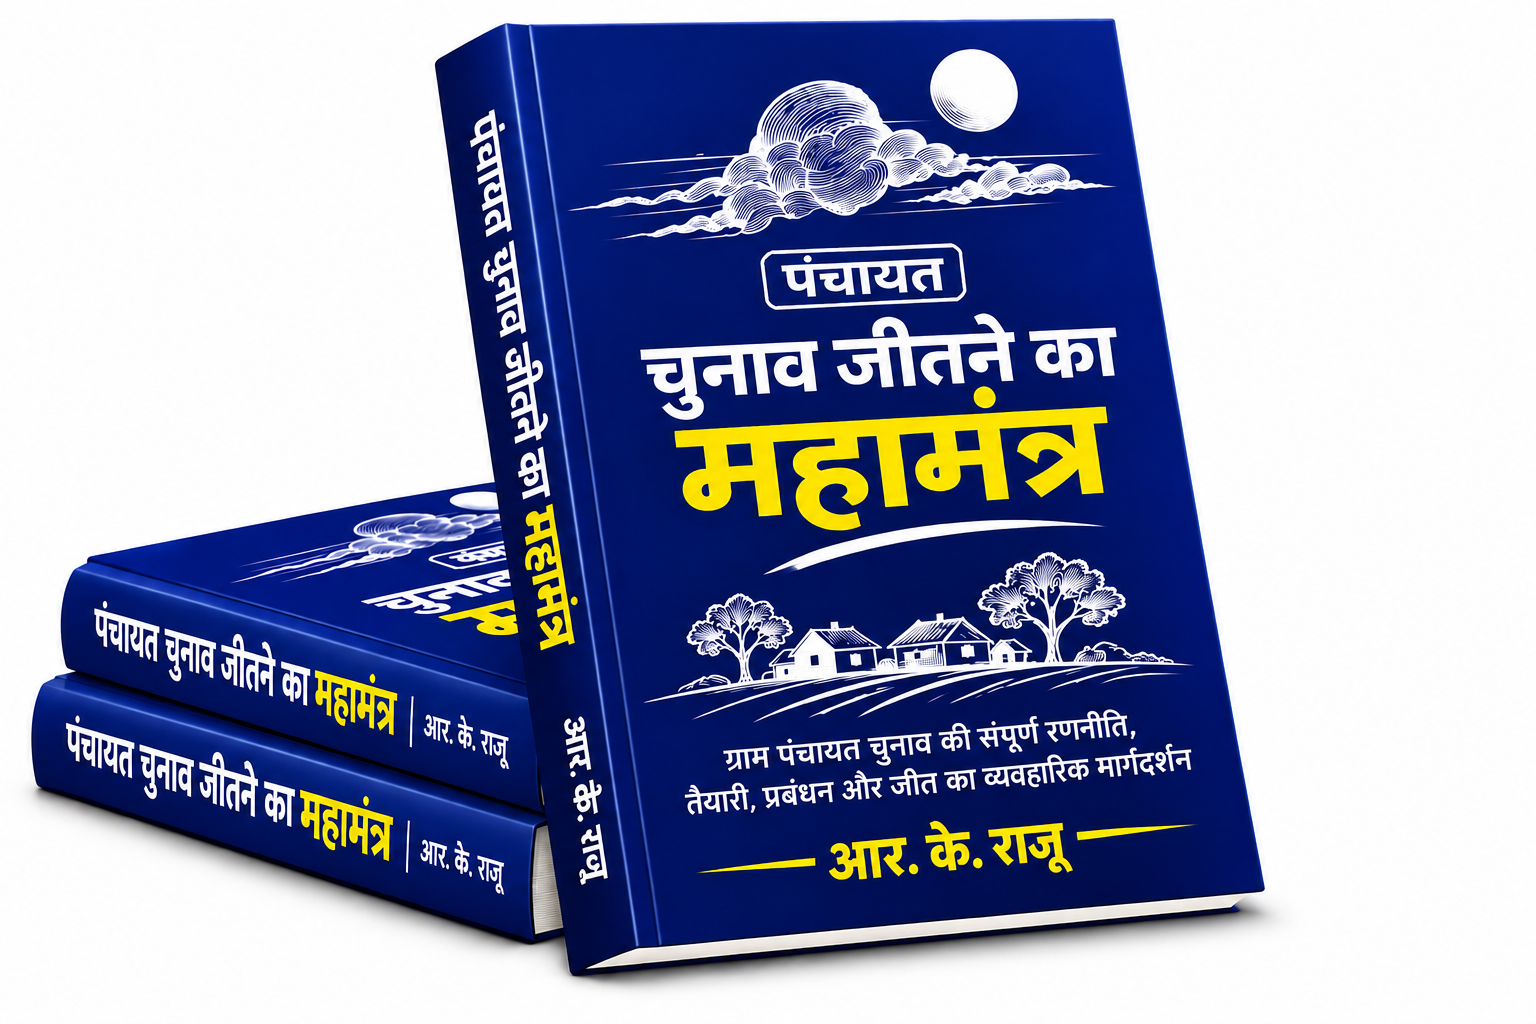 पंचायत
चुनाव जीतने का
महामंत्र
ग्राम पंचायत चुनाव की संपूर्ण रणनीति,
तैयारी, प्रबंधन और जीत का व्यवहारिक मार्गदर्शन
आर. के. राजू
पंचायत चुनाव जीतने का महामंत्र आर. के. राजू
चुनाव
पंचायत चुनाव जीतने का महामंत्र | आर. के. राजू
पंचायत चुनाव जीतने का महामंत्र | आर. के. राजू